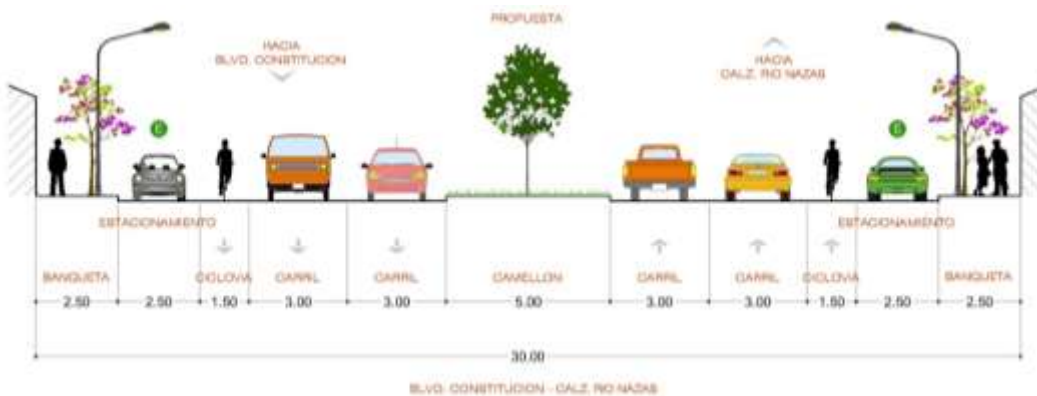 PROPUESTA
HACIA
BLVD. CONSTITUCION
HACIA
CALZ. RIO NAZAS
E
E
ESTACIONAMIENTO
ESTACIONAMIENTO
BANQUETA
CICLOVIA
CARRIL
CARRIL
CAMELLON
CARRIL
CARRIL
CICLOVIA
BANQUETA
2.50
2.50
1.50
3.00
3.00
5.00
3.00
3.00
1.50
2.50
2.50
30.00
BLVD. CONSTITUCION - CALZ. RIO NAZAS